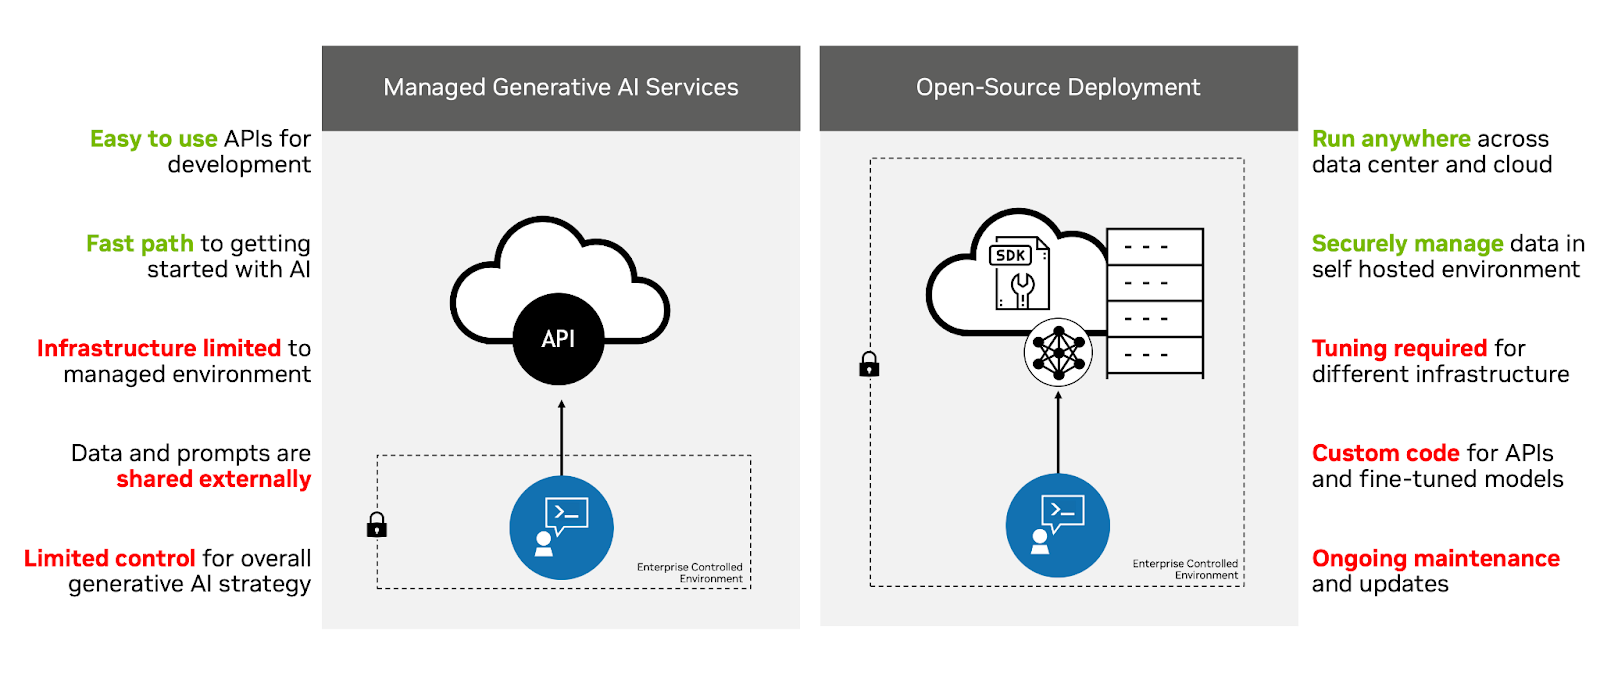 Managed Generative AI Services
Easy to use APIs for
development
Fast path to getting
started with AI
Infrastructure limited to
managed environment
Data and prompts are
shared externally
Limited control for overall
generative AI strategy
API
>_
Enterprise Controlled
Environment
Open-Source Deployment
SDK
- - -
- - -
- - -
- - -
>_
Enterprise Controlled
Environment
Run anywhere across
data center and cloud
Securely manage data in
self hosted environment
Tuning required for
different infrastructure
Custom code for APIs
and fine-tuned models
Ongoing maintenance
and updates